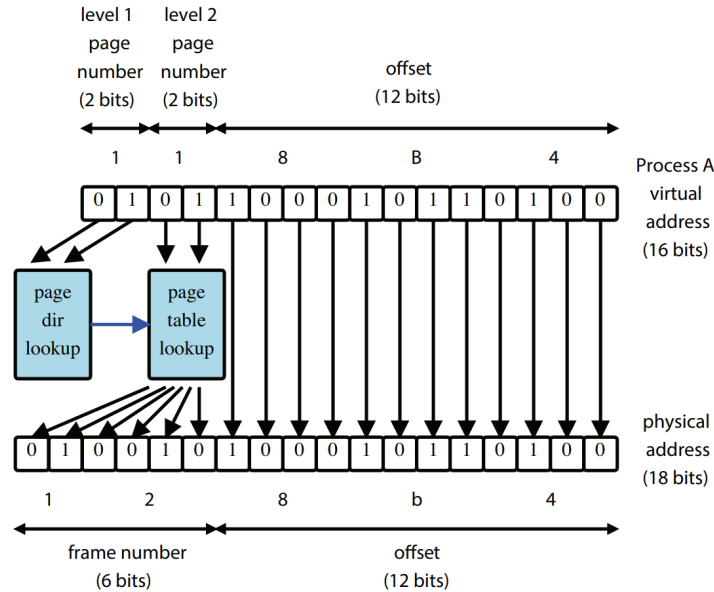 level 1
page
number
(2 bits)
level 2
page
number
(2 bits)
offset
(12 bits)
1 1 8 B 4
Process A
virtual
address
(16 bits)
0 1 0 1 1 0 0 0 1 0 1 1 0 1 0 0
page
dir
lookup
page
table
lookup
physical
address
(18 bits)
0 1 0 0 1 0 1 0 0 0 1 0 1 1 0 1 0 0
1 2 8 b 4
frame number
(6 bits)
offset
(12 bits)